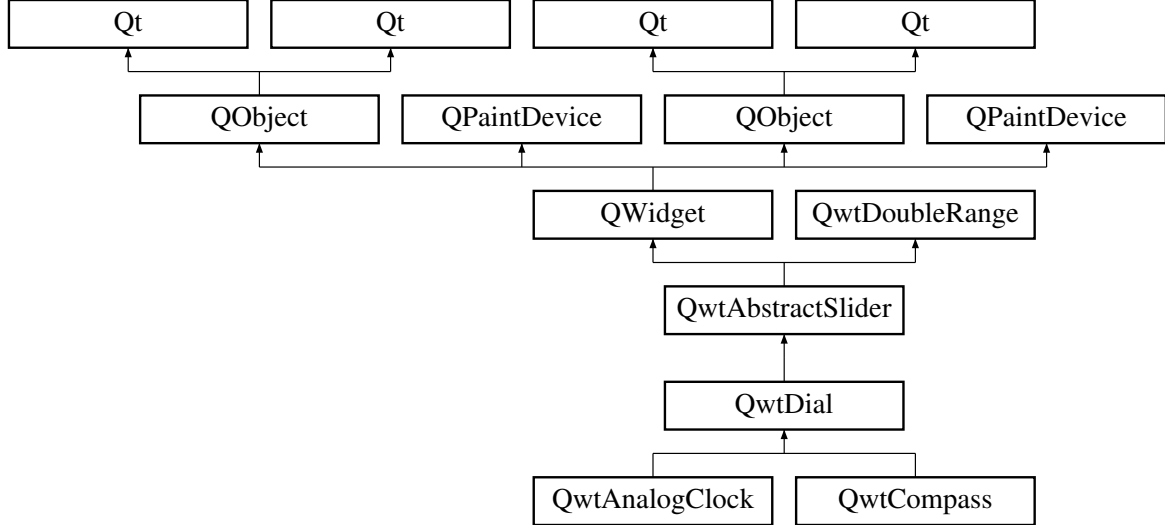 Qt
Qt
Qt
Qt
QObject
QPaintDevice
QObject
QPaintDevice
QWidget
QwtDoubleRange
QwtAbstractSlider
QwtDial
QwtAnalogClock
QwtCompass